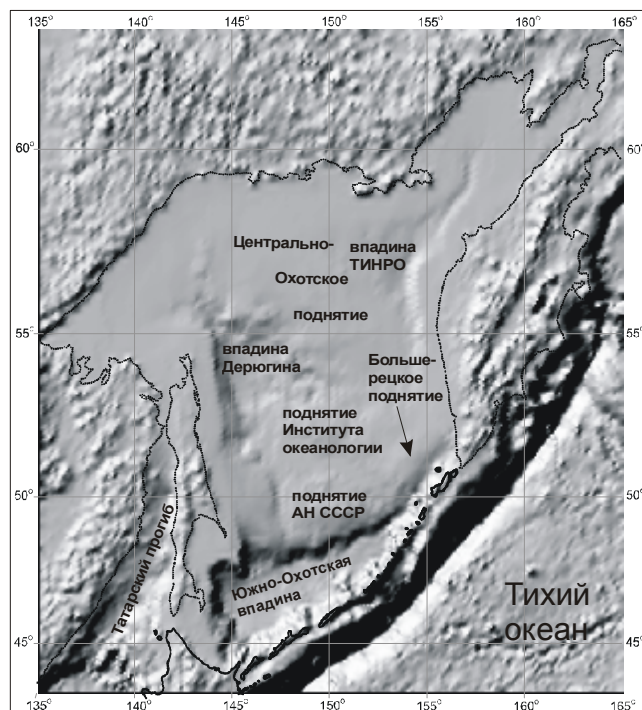 135° 140° 145° 150° 155° 160° 165°
60° 60°
Центрально-
впадина
ТИНРО
Охотское
поднятие
55° 55°
впадина
Дерюгина
Больше-
рецкое
поднятие
поднятие
Института
океанологии
50° 50°
поднятие
АН СССР
Татарский прогиб
Южно-Охотская
впадина
Тихий
океан
45° 45°
135° 140° 145° 150° 155° 160° 165°